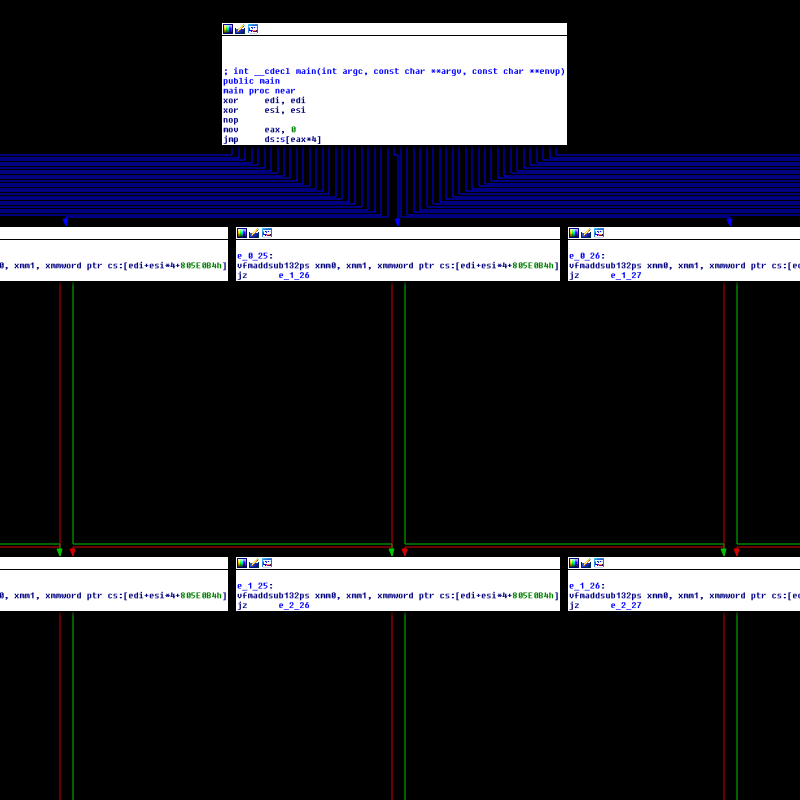 ; int __cdecl main(int argc, const char **argv, const char **envp)
public main
main proc near
xor edi, edi
xor esi, esi
nop
mov eax, 0
jmp ds:s[eax*4]
0, xmm1, xmmword ptr cs:[edi+esi*4+805E0B4h]
e_0_25:
vfmaddsub132ps xmm0, xmm1, xmmword ptr cs:[edi+esi*4+805E0B4h]
jz e_1_26
e_0_26:
vfmaddsub132ps xmm0, xmm1, xmmword ptr cs:[e
jz e_1_27
0, xmm1, xmmword ptr cs:[edi+esi*4+805E0B4h]
e_1_25:
vfmaddsub132ps xmm0, xmm1, xmmword ptr cs:[edi+esi*4+805E0B4h]
jz e_2_26
e_1_26:
vfmaddsub132ps xmm0, xmm1, xmmword ptr cs:[e
jz e_2_27